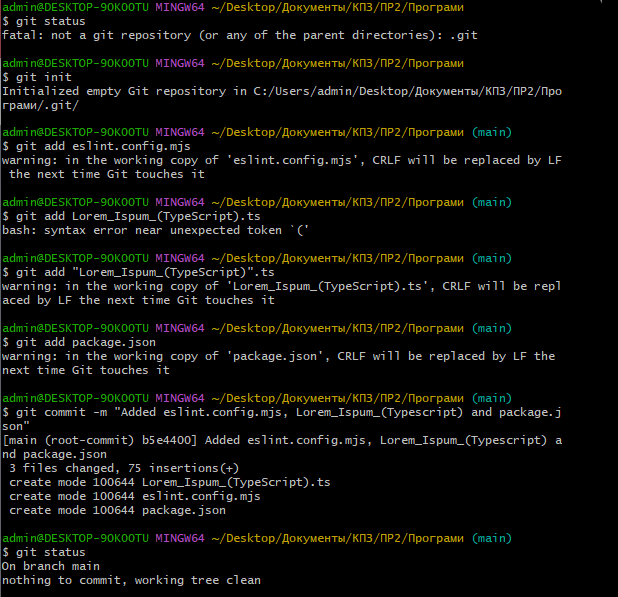 admin@DESKTOP-90K0OTU MINGW64 ~/Desktop/Документы/КПЗ/ПР2/Програми
$ git status
fatal: not a git repository (or any of the parent directories): .git
admin@DESKTOP-90K0OTU MINGW64 ~/Desktop/Документы/КПЗ/ПР2/Програми
$ git init
Initialized empty Git repository in C:/Users/admin/Desktop/Документы/КПЗ/ПР2/Про
грами/.git/
admin@DESKTOP-90K0OTU MINGW64 ~/Desktop/Документы/КПЗ/ПР2/Програми (main)
$ git add eslint.config.mjs
warning: in the working copy of 'eslint.config.mjs', CRLF will be replaced by LF
 the next time Git touches it
admin@DESKTOP-90K0OTU MINGW64 ~/Desktop/Документы/КПЗ/ПР2/Програми (main)
$ git add Lorem_Ispum_(TypeScript).ts
bash: syntax error near unexpected token `('
admin@DESKTOP-90K0OTU MINGW64 ~/Desktop/Документы/КПЗ/ПР2/Програми (main)
$ git add "Lorem_Ispum_(TypeScript)".ts
warning: in the working copy of 'Lorem_Ispum_(TypeScript).ts', CRLF will be repl
aced by LF the next time Git touches it
admin@DESKTOP-90K0OTU MINGW64 ~/Desktop/Документы/КПЗ/ПР2/Програми (main)
$ git add package.json
warning: in the working copy of 'package.json', CRLF will be replaced by LF the
next time Git touches it
admin@DESKTOP-90K0OTU MINGW64 ~/Desktop/Документы/КПЗ/ПР2/Програми (main)
$ git commit -m "Added eslint.config.mjs, Lorem_Ispum_(Typescript) and package.j
son"
[main (root-commit) b5e4400] Added eslint.config.mjs, Lorem_Ispum_(Typescript) a
nd package.json
 3 files changed, 75 insertions(+)
 create mode 100644 Lorem_Ispum_(TypeScript).ts
 create mode 100644 eslint.config.mjs
 create mode 100644 package.json
admin@DESKTOP-90K0OTU MINGW64 ~/Desktop/Документы/КПЗ/ПР2/Програми (main)
$ git status
On branch main
nothing to commit, working tree clean